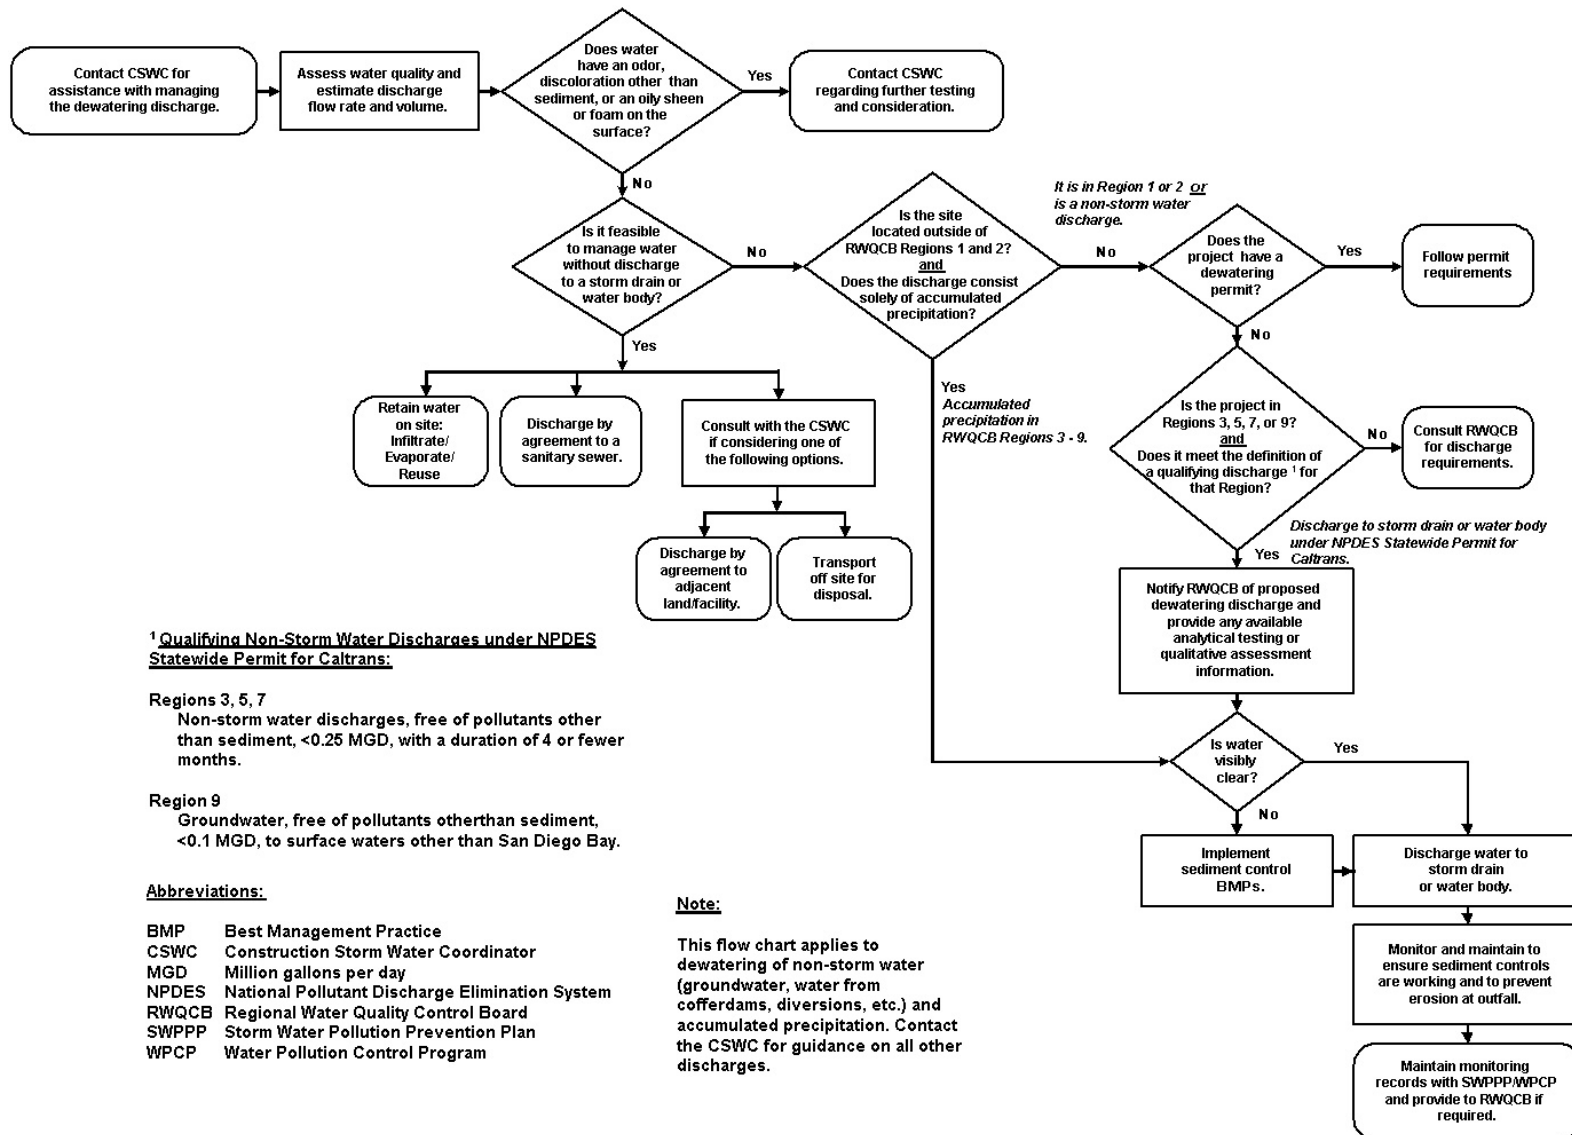 Contact CSWC for
assistance with managing
the dewatering discharge.
Assess water quality and
estimate discharge
flow rate and volume.
Does water
have an odor,
discoloration other than
sediment, or an oily sheen
or foam on the
surface?
Yes
Contact CSWC
regarding further testing
and consideration.
No
Is it feasible
to manage water
without discharge
to a storm drain or
water body?
No
Is the site
located outside of
RWQCB Regions 1 and 2?
and
Does the discharge consist
solely of accumulated
precipitation?
It is in Region 1 or 2 or
is a non-storm water
discharge.
No
Does the
project have a
dewatering
permit?
Yes
Follow permit
requirements
No
Yes
Retain water
on site:
Infiltrate/
Evaporate/
Reuse
Discharge by
agreement to a
sanitary sewer.
Consult with the CSWC
if considering one of
the following options.
Discharge by
agreement to
adjacent
land/facility.
Transport
off site for
disposal.
Yes
Accumulated
precipitation in
RWQCB Regions 3 - 9.
Is the project in
Regions 3, 5, 7, or 9?
and
Does it meet the definition of
a qualifying discharge 1 for
that Region?
No
Consult RWQCB
for discharge
requirements.
Yes
Discharge to storm drain or water body
under NPDES Statewide Permit for
Caltrans.
Notify RWQCB of proposed
dewatering discharge and
provide any available
analytical testing or
qualitative assessment
information.
Is water
visibly
clear?
Yes
No
Implement
sediment control
BMPs.
Discharge water to
storm drain
or water body.
Monitor and maintain to
ensure sediment controls
are working and to prevent
erosion at outfall.
Maintain monitoring
records with SWPPP/WPCP
and provide to RWQCB if
required.
1 Qualifying Non-Storm Water Discharges under NPDES
Statewide Permit for Caltrans:
Regions 3, 5, 7
Non-storm water discharges, free of pollutants other
than sediment, <0.25 MGD, with a duration of 4 or fewer
months.
Region 9
Groundwater, free of pollutants otherthan sediment,
<0.1 MGD, to surface waters other than San Diego Bay.
Abbreviations:
BMP Best Management Practice
CSWC Construction Storm Water Coordinator
MGD Million gallons per day
NPDES National Pollutant Discharge Elimination System
RWQCB Regional Water Quality Control Board
SWPPP Storm Water Pollution Prevention Plan
WPCP Water Pollution Control Program
Note:
This flow chart applies to
dewatering of non-storm water
(groundwater, water from
cofferdams, diversions, etc.) and
accumulated precipitation. Contact
the CSWC for guidance on all other
discharges.